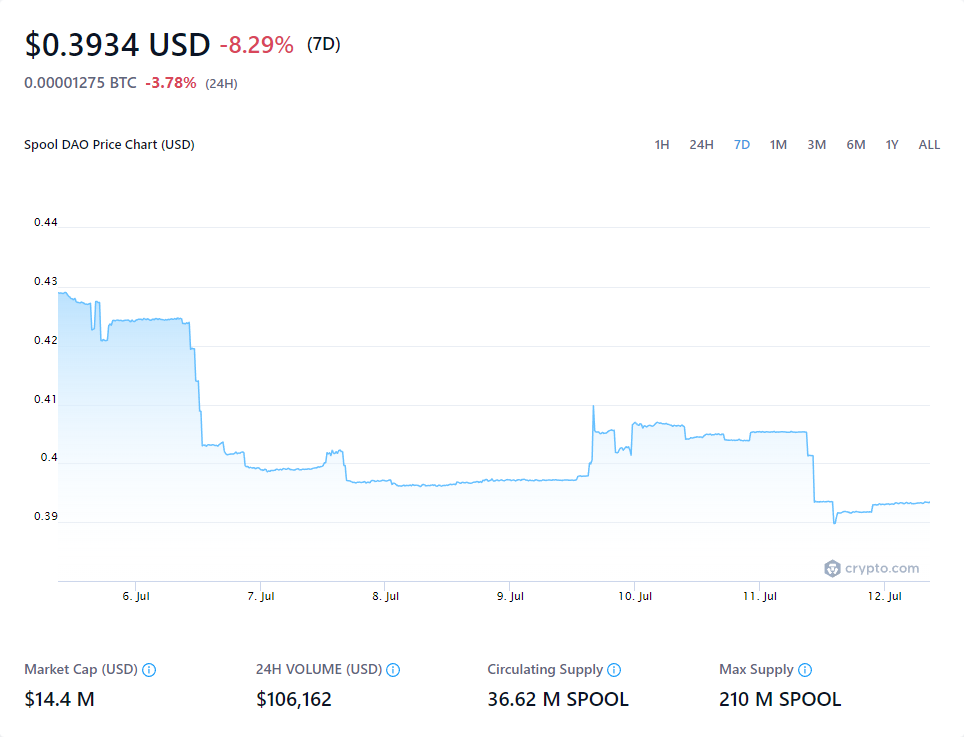 $0.3934 USD -8.29% (7D)
0.00001275 BTC -3.78% (24H)
Spool DAO Price Chart (USD) 1H 24H 7D 1M 3M 6M 1Y ALL
0.44
0.43
0.42
0.41
0.4
0.39
crypto.com
6. Jul 7. Jul 8. Jul 9. Jul 10. Jul 11. Jul 12. Jul
Market Cap (USD) 24H VOLUME (USD) Circulating Supply Max Supply
$14.4 M $106,162 36.62 M SPOOL 210 M SPOOL